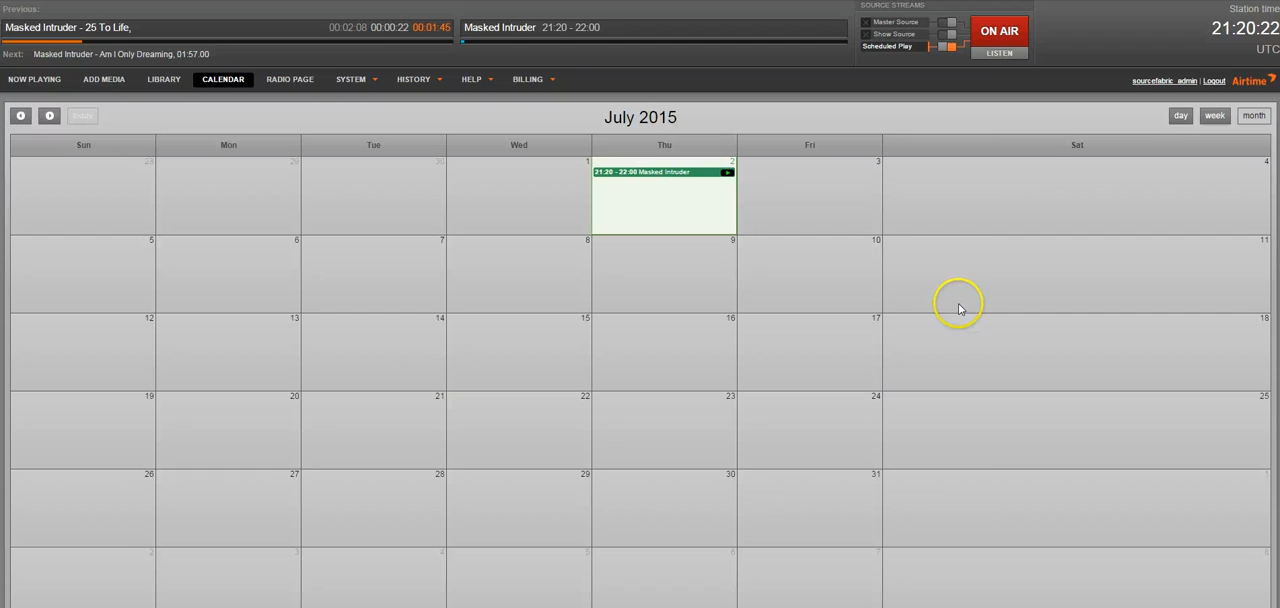 Previous:
Masked Intruder - 25 To Life, 00:02:08 00:00:22 00:01:45
Next: Masked Intruder - Am I Only Dreaming, 01:57.00
Masked Intruder 21:20 - 22:00
SOURCE STREAMS
Master Source
Show Source
Scheduled Play
ON AIR
LISTEN
Station time
21:20:22
UTC
NOW PLAYING ADD MEDIA LIBRARY CALENDAR RADIO PAGE SYSTEM HISTORY HELP BILLING
sourcefabric_admin | Logout Airtime
today July 2015 day week month
Sun Mon Tue Wed Thu Fri Sat
28 29 30 1 2 3 4
21:20 - 22:00 Masked Intruder
5 6 7 8 9 10 11
12 13 14 15 16 17 18
19 20 21 22 23 24 25
26 27 28 29 30 31 1
2 3 4 5 6 7 8